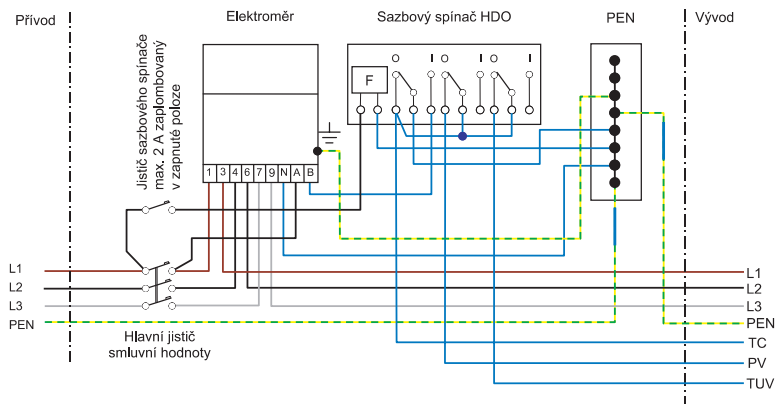 Přívod
Elektroměr
Sazbový spínač HDO
PEN
Vývod
Jistič sazbového spínače
max. 2 A zaplombovaný
v zapnuté poloze
F
O I O I O I
1 3 4 6 7 9 N A B
L1
L2
L3
PEN
Hlavní jistič
smluvní hodnoty
L1
L2
L3
PEN
TC
PV
TUV